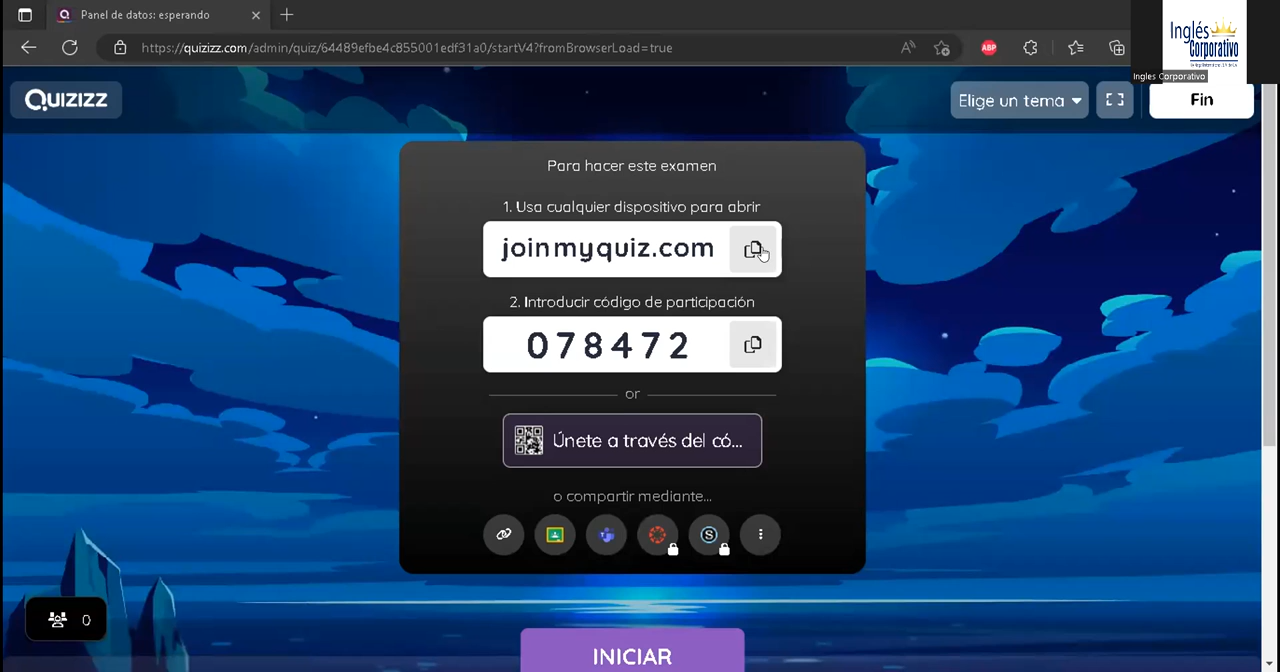 Panel de datos: esperando
https://quizizz.com/admin/quiz/64489efbe4c855001edf31a0/startV4?fromBrowserLoad=true
ABP
Inglés
Corporativo
Ingles Corporativo
QUIZIZZ
Elige un tema
Fin
Para hacer este examen
1. Usa cualquier dispositivo para abrir
joinmyquiz.com
2. Introducir código de participación
078472
or
Únete a través del có...
o compartir mediante...
S
0
INICIAR